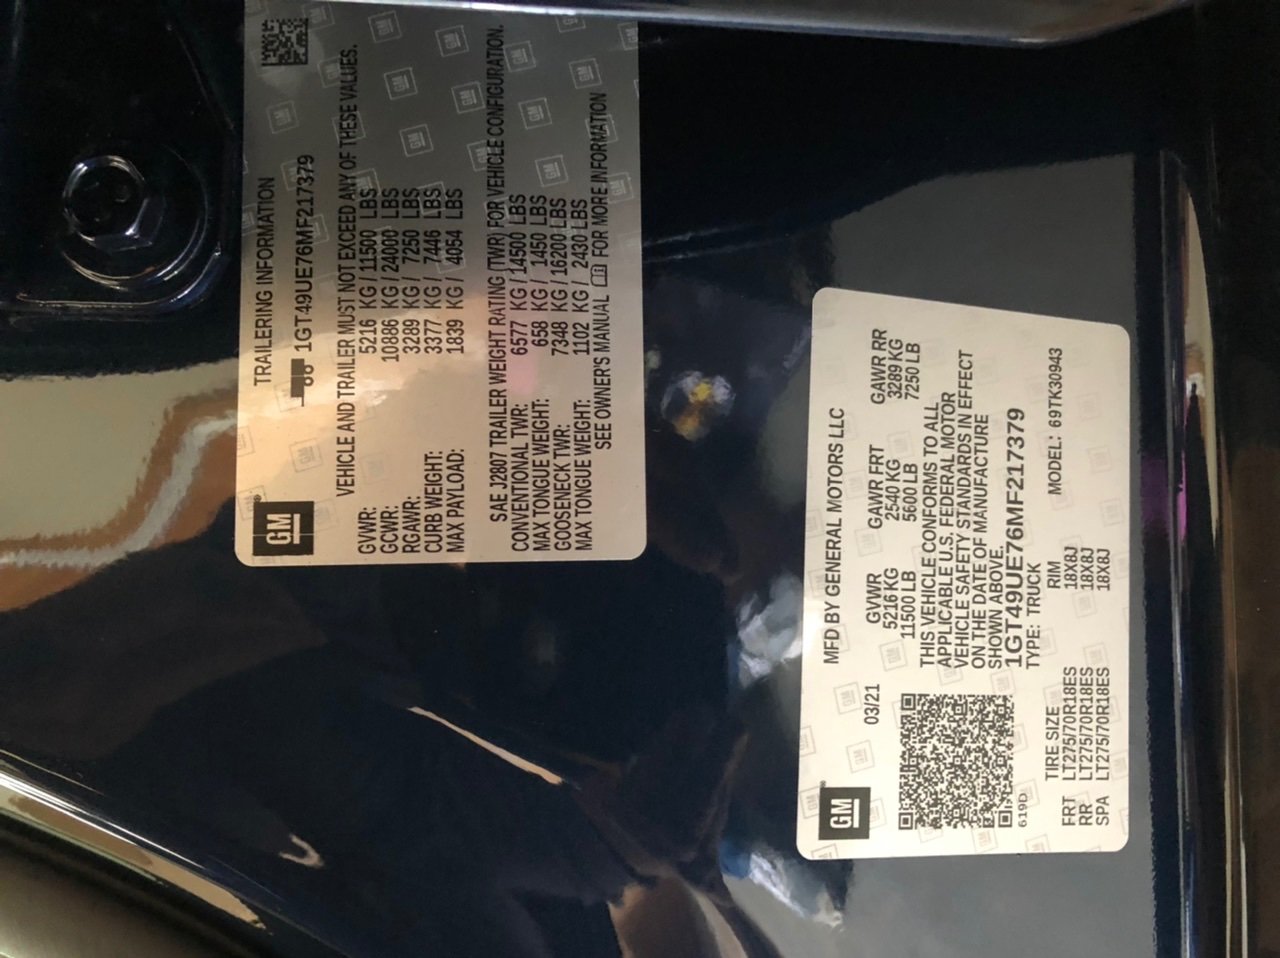 GM
TRAILERING INFORMATION
1GT49UE76MF217379
VEHICLE AND TRAILER MUST NOT EXCEED ANY OF THESE VALUES.
GVWR: 5216 KG / 11500 LBS
GCWR: 10886 KG / 24000 LBS
RGAWR: 3289 KG / 7250 LBS
CURB WEIGHT: 3377 KG / 7446 LBS
MAX PAYLOAD: 1839 KG / 4054 LBS
SAE J2807 TRAILER WEIGHT RATING (TWR) FOR VEHICLE CONFIGURATION.
CONVENTIONAL TWR: 6577 KG / 14500 LBS
MAX TONGUE WEIGHT: 658 KG / 1450 LBS
GOOSENECK TWR: 7348 KG / 16200 LBS
MAX TONGUE WEIGHT: 1102 KG / 2430 LBS
SEE OWNER'S MANUAL FOR MORE INFORMATION
GM
MFD BY GENERAL MOTORS LLC
03/21 GVWR GAWR FRT GAWR RR
5216 KG 2540 KG 3289 KG
11500 LB 5600 LB 7250 LB
THIS VEHICLE CONFORMS TO ALL
APPLICABLE U.S. FEDERAL MOTOR
VEHICLE SAFETY STANDARDS IN EFFECT
ON THE DATE OF MANUFACTURE
SHOWN ABOVE.
1GT49UE76MF217379
619D TYPE: TRUCK
TIRE SIZE RIM MODEL: 69TK30943
FRT LT275/70R18ES 18X8J
RR LT275/70R18ES 18X8J
SPA LT275/70R18ES 18X8J